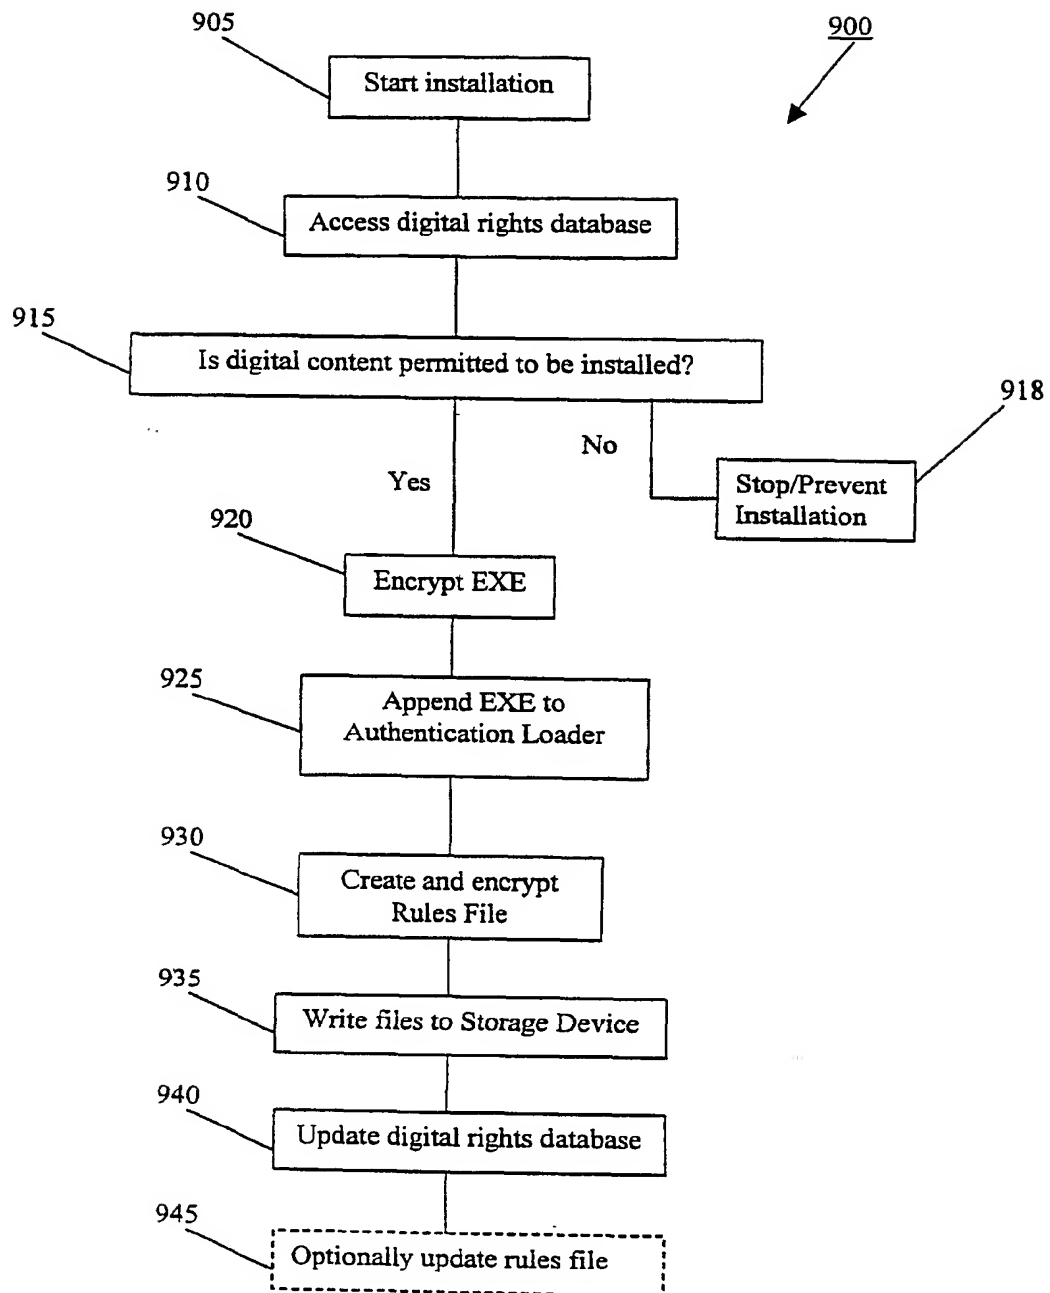 905
900
Start installation
910
Access digital rights database
915
Is digital content permitted to be installed?
918
No
Stop/Prevent
Installation
Yes
920
Encrypt EXE
925
Append EXE to
Authentication Loader
930
Create and encrypt
Rules File
935
Write files to Storage Device
940
Update digital rights database
945
Optionally update rules file